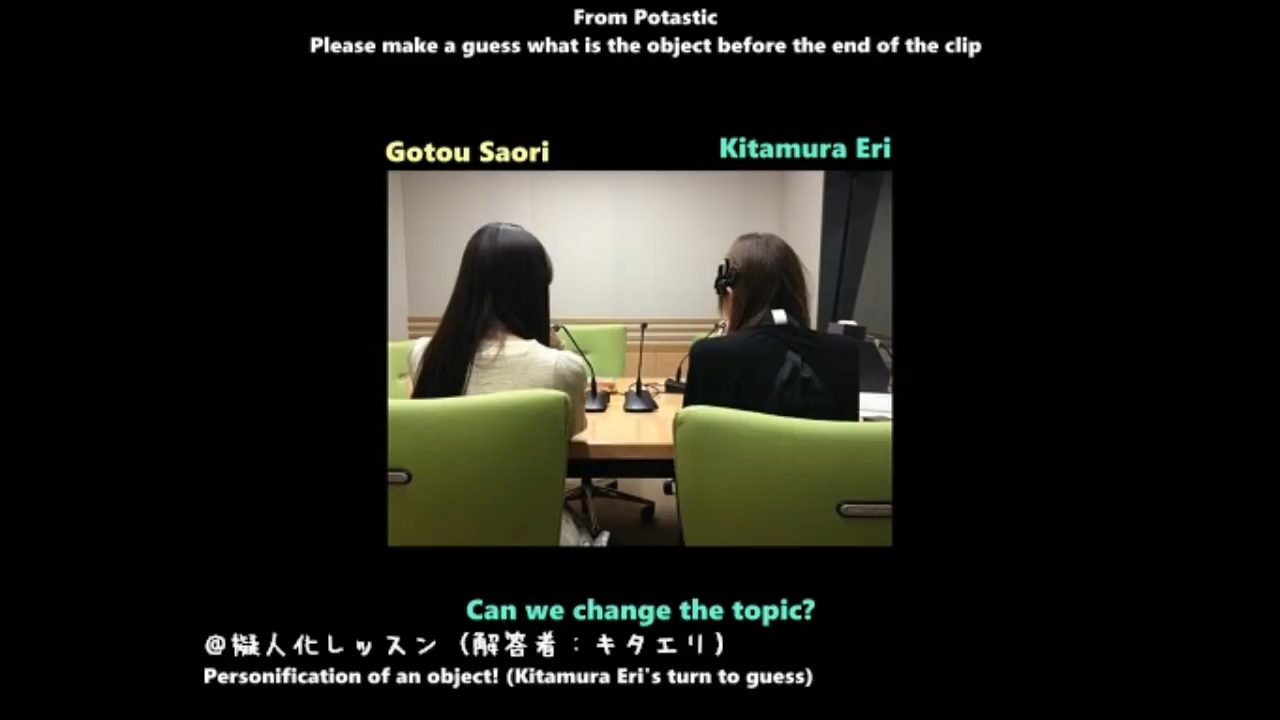 From Potastic
Please make a guess what is the object before the end of the clip
Gotou Saori
Kitamura Eri
Can we change the topic?
@擬人化レッスン（解答者：キタエリ）
Personification of an object! (Kitamura Eri's turn to guess)